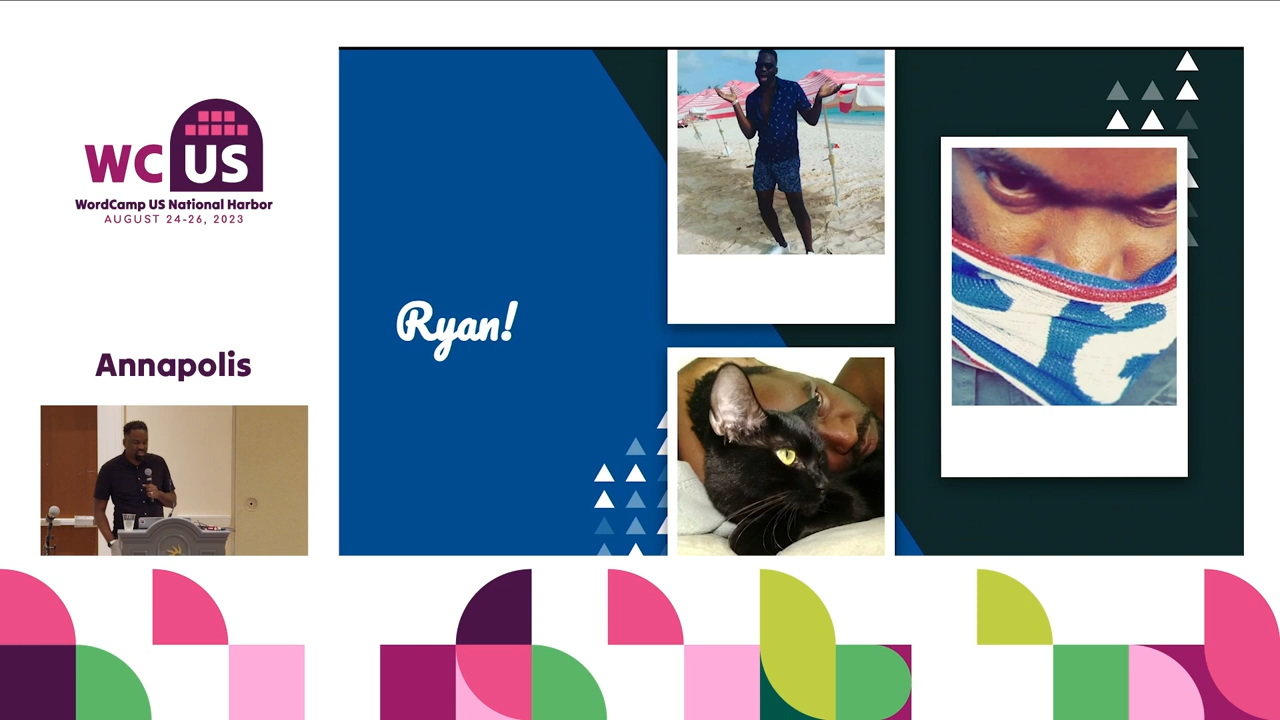 WC US
WordCamp US National Harbor
AUGUST 24-26, 2023
Annapolis
Ryan!